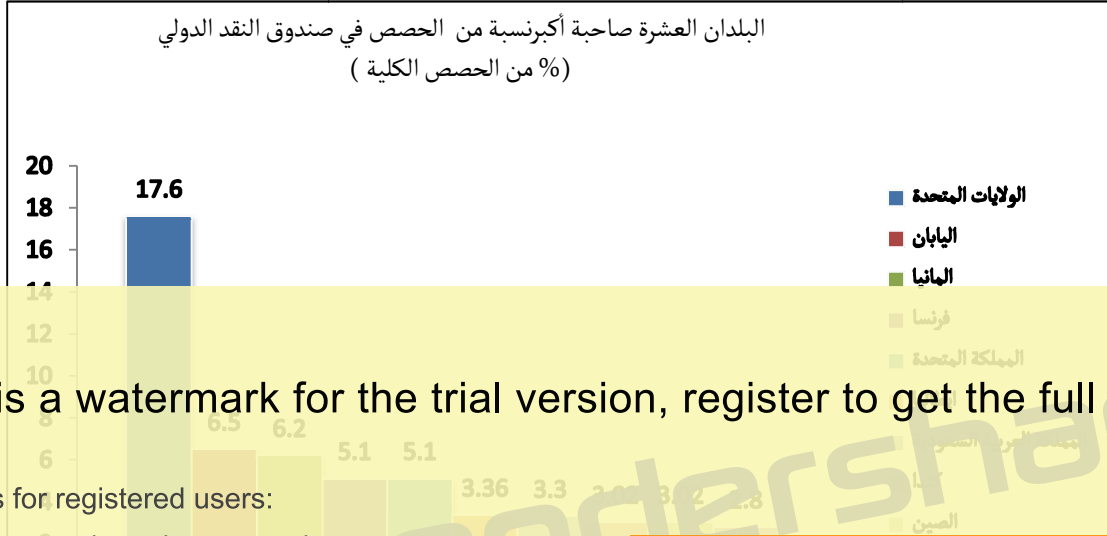 البلدان العشرة صاحبة أكبرنسبة من الحصص في صندوق النقد الدولي
(% من الحصص الكلية )
20
18
16
14
12
10
8
6
4
17.6
6.5
6.2
5.1
5.1
3.36
3.3
الولايات المتحدة
اليابان
المانيا
فرنسا
المملكة المتحدة
كندا
الصين
is a watermark for the trial version, register to get the full
s for registered users: